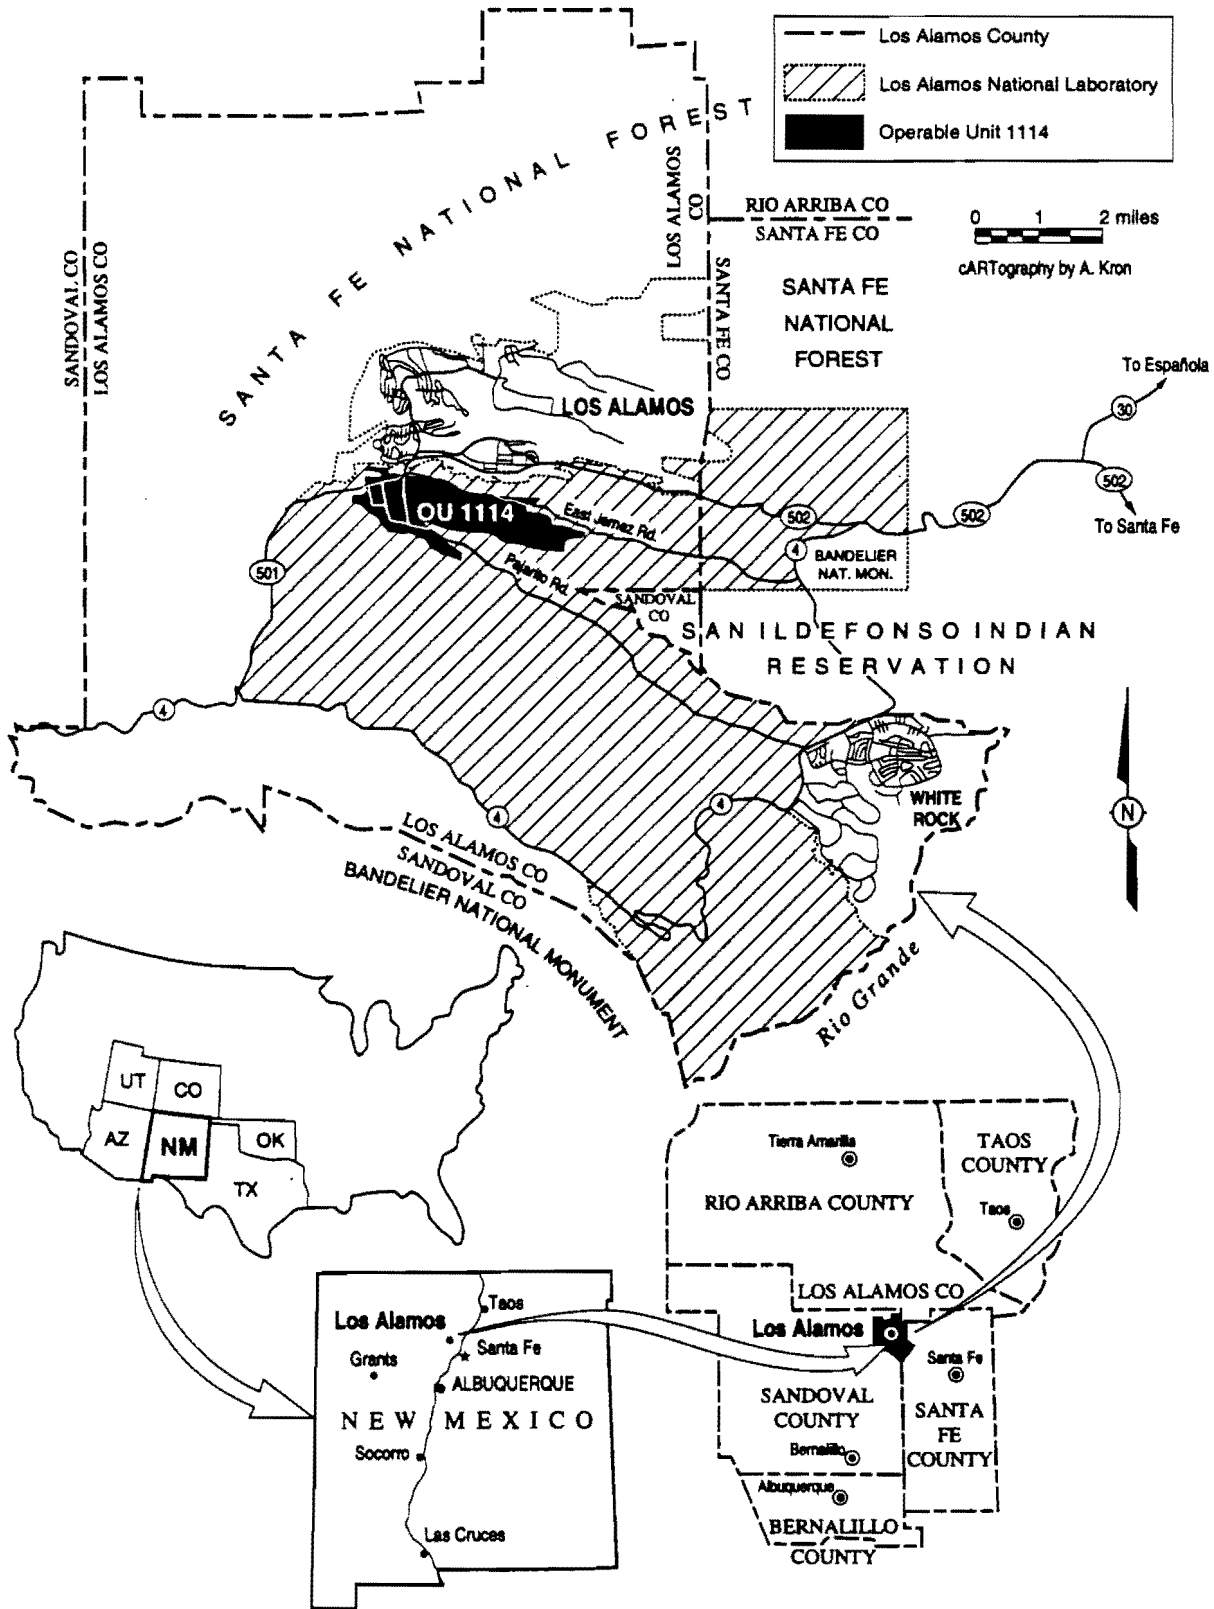 Los Alamos County
Los Alamos National Laboratory
Operable Unit 1114
SANTA FE NATIONAL FOREST
LOS ALAMOS
CO
RIO ARRIBA CO
SANTA FE CO
0 1 2 miles
cARTography by A. Kron
SANDOVAL CO
LOS ALAMOS CO
SANTA FE CO
SANTA FE
NATIONAL
FOREST
To Española
30
LOS ALAMOS
502
To Santa Fe
OU 1114
East Jemez Rd.
502
502
4
BANDELIER
NAT. MON.
501
Pajarito Rd.
SANDOVAL
CO
SAN ILDEFONSO INDIAN
RESERVATION
4
WHITE
ROCK
N
4
4
LOS ALAMOS CO
SANDOVAL CO
BANDELIER NATIONAL MONUMENT
Rio Grande
UT
CO
AZ
NM
OK
TX
Tierra Amarilla
TAOS
COUNTY
RIO ARRIBA COUNTY
Taos
LOS ALAMOS CO
Los Alamos
Santa Fe
SANDOVAL
COUNTY
SANTA
FE
COUNTY
Bernalillo
Albuquerque
BERNALILLO
COUNTY
Taos
Los Alamos
Santa Fe
Grants
ALBUQUERQUE
NEW MEXICO
Socorro
Las Cruces